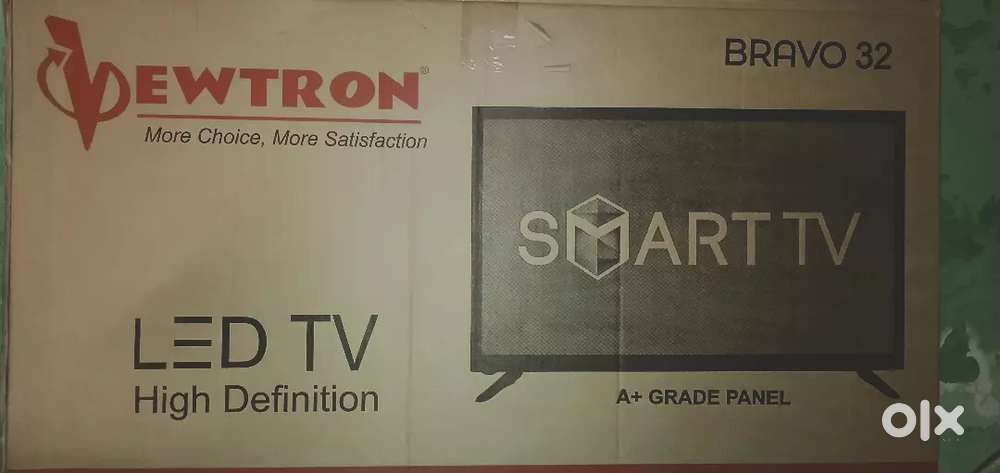 VEWTRON®
More Choice, More Satisfaction
BRAVO 32
SMART TV
LED TV
High Definition
A+ GRADE PANEL
olx